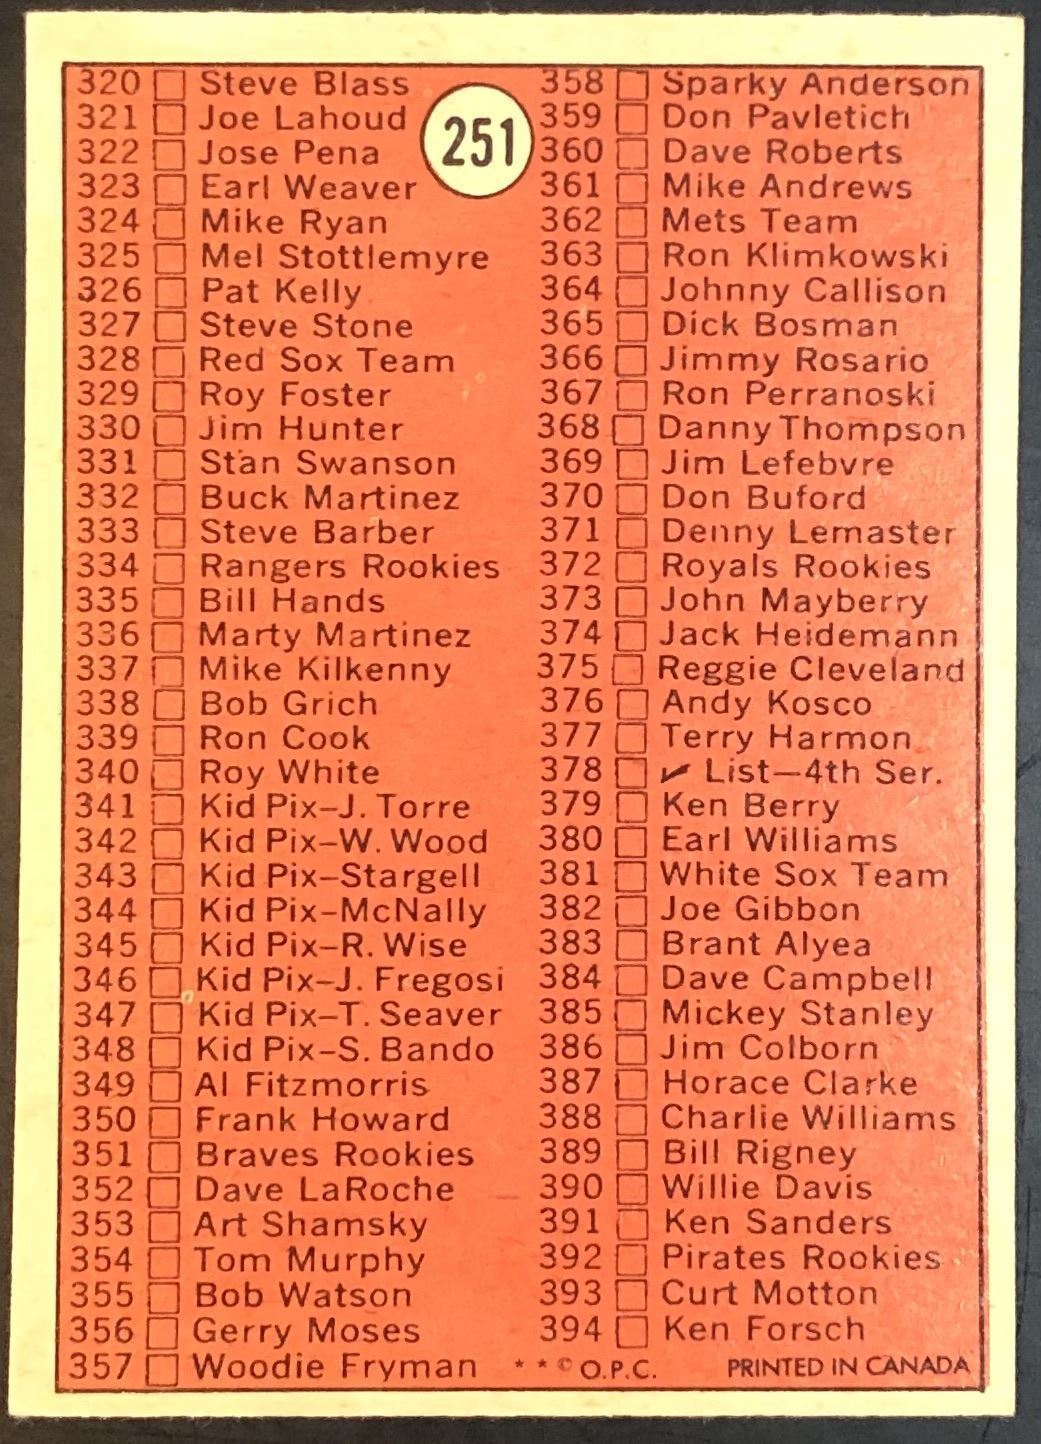 251
320 Steve Blass
321 Joe Lahoud
322 Jose Pena
323 Earl Weaver
324 Mike Ryan
325 Mel Stottlemyre
326 Pat Kelly
327 Steve Stone
328 Red Sox Team
329 Roy Foster
330 Jim Hunter
331 Stan Swanson
332 Buck Martinez
333 Steve Barber
334 Rangers Rookies
335 Bill Hands
336 Marty Martinez
337 Mike Kilkenny
338 Bob Grich
339 Ron Cook
340 Roy White
341 Kid Pix–J. Torre
342 Kid Pix–W. Wood
343 Kid Pix–Stargell
344 Kid Pix–McNally
345 Kid Pix–R. Wise
346 Kid Pix–J. Fregosi
347 Kid Pix–T. Seaver
348 Kid Pix–S. Bando
349 Al Fitzmorris
350 Frank Howard
351 Braves Rookies
352 Dave LaRoche
353 Art Shamsky
354 Tom Murphy
355 Bob Watson
356 Gerry Moses
357 Woodie Fryman
358 Sparky Anderson
359 Don Pavletich
360 Dave Roberts
361 Mike Andrews
362 Mets Team
363 Ron Klimkowski
364 Johnny Callison
365 Dick Bosman
366 Jimmy Rosario
367 Ron Perranoski
368 Danny Thompson
369 Jim Lefebvre
370 Don Buford
371 Denny Lemaster
372 Royals Rookies
373 John Mayberry
374 Jack Heidemann
375 Reggie Cleveland
376 Andy Kosco
377 Terry Harmon
378 ✓ List–4th Ser.
379 Ken Berry
380 Earl Williams
381 White Sox Team
382 Joe Gibbon
383 Brant Alyea
384 Dave Campbell
385 Mickey Stanley
386 Jim Colborn
387 Horace Clarke
388 Charlie Williams
389 Bill Rigney
390 Willie Davis
391 Ken Sanders
392 Pirates Rookies
393 Curt Motton
394 Ken Forsch
* * © O.P.C. PRINTED IN CANADA